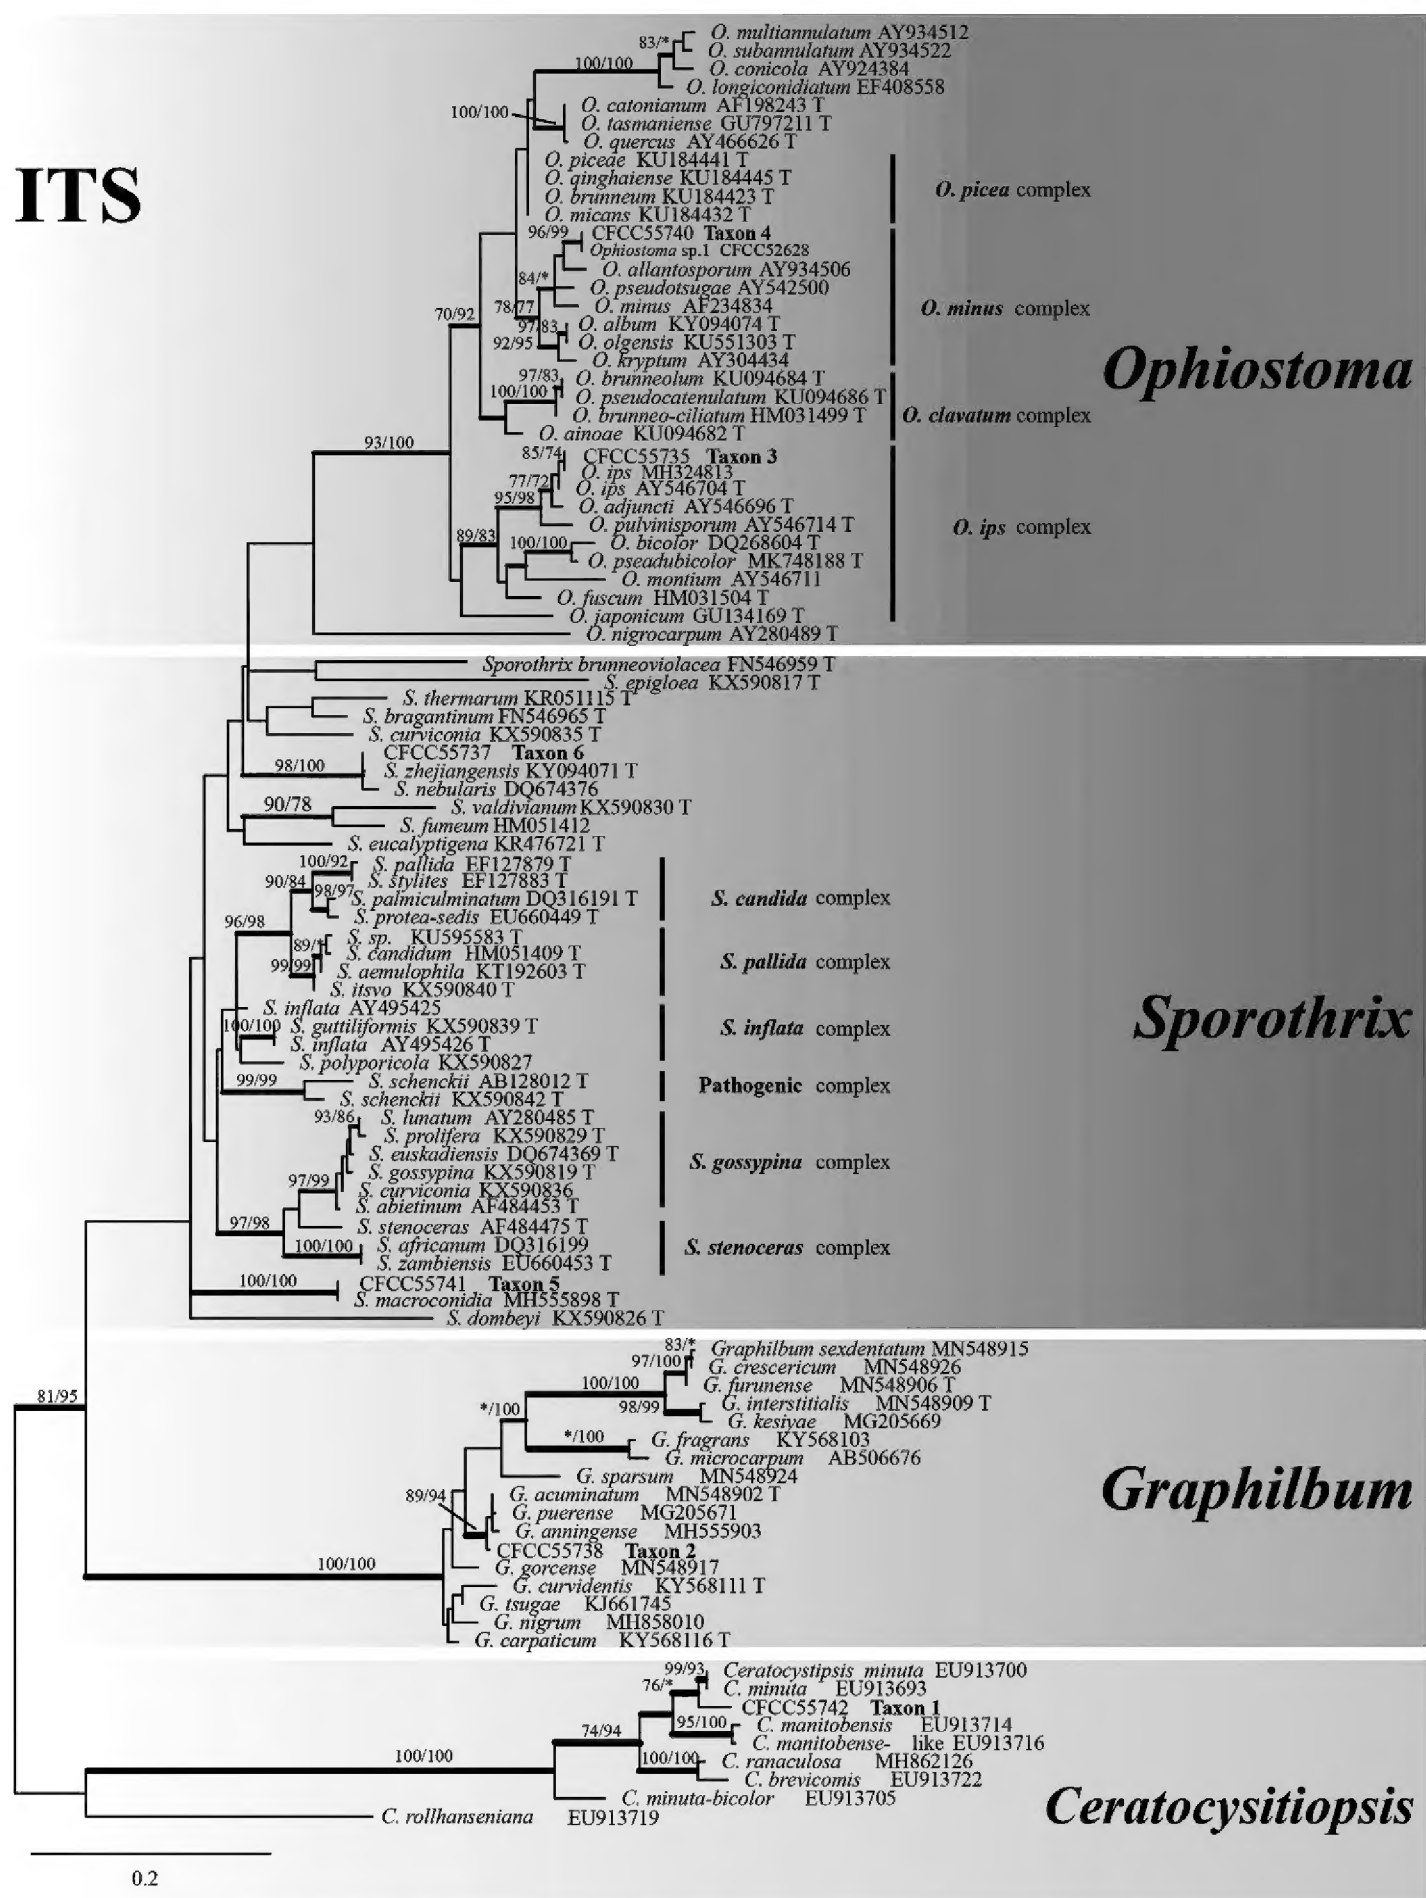 ITS
83/*
O. multiannulatum AY934512
O. subannulatum AY934522
100/100
O. conicola AY924384
O. longiconidiatum EF408558
O. catonianum AF198243 T
100/100
O. tasmaniense GU797211 T
O. quercus AY466626 T
O. piceae KU184441 T
O. qinghaiense KU184445 T
O. picea complex
O. brunneum KU184423 T
O. micans KU184432 T
96/99
CFCC55740 Taxon 4
Ophiostoma sp.1 CFCC52628
O. allantosporum AY934506
84/*
O. pseudotsugae AY542500
78/77
O. minus AF234834
O. minus complex
70/92
97/83
O. album KY094074 T
92/95
O. olgensis KU551303 T
O. kryptum AY304434
Ophiostoma
97/83
O. brunneolum KU094684 T
100/100
O. pseudocatenulatum KU094686 T
O. brunneo-ciliatum HM031499 T
O. clavatum complex
O. ainoae KU094682 T
93/100
85/74
CFCC55735 Taxon 3
O. ips MH324813
77/72
O. ips AY546704 T
95/98
O. adjuncti AY546696 T
O. pulvinisporum AY546714 T
O. ips complex
89/83
100/100
O. bicolor DQ268604 T
O. pseadubicolor MK748188 T
O. montium AY546711
O. fuscum HM031504 T
O. japonicum GU134169 T
O. nigrocarpum AY280489 T
Sporothrix brunneoviolacea FN546959 T
S. epigloea KX590817 T
S. thermarum KR051115 T
S. bragantinum FN546965 T
S. curviconia KX590835 T
CFCC55737 Taxon 6
98/100
S. zhejiangensis KY094071 T
S. nebularis DQ674376
90/78
S. valdivianum KX590830 T
S. fumeum HM051412
S. eucalyptigena KR476721 T
100/92
S. pallida EF127879 T
90/84
S. stylites EF127883 T
98/97
S. palmiculminatum DQ316191 T
S. candida complex
S. protea-sedis EU660449 T
96/98
S. sp. KU595583 T
89/*
S. candidum HM051409 T
99/99
S. aemulophila KT192603 T
S. pallida complex
S. itsvo KX590840 T
S. inflata AY495425
Sporothrix
100/100
S. guttiliformis KX590839 T
S. inflata complex
S. inflata AY495426 T
S. polyporicola KX590827
99/99
S. schenckii AB128012 T
Pathogenic complex
S. schenckii KX590842 T
93/86
S. lunatum AY280485 T
S. prolifera KX590829 T
S. euskadiensis DQ674369 T
S. gossypina complex
S. gossypina KX590819 T
97/99
S. curviconia KX590836
S. abietinum AF484453 T
97/98
S. stenoceras AF484475 T
100/100
S. africanum DQ316199
S. stenoceras complex
S. zambiensis EU660453 T
100/100
CFCC55741 Taxon 5
S. macroconidia MH555898 T
S. dombeyi KX590826 T
83/*
Graphilbum sexdentatum MN548915
97/100
G. crescericum MN548926
100/100
G. furunense MN548906 T
81/95
98/99
G. interstitialis MN548909 T
*/100
G. kesiyae MG205669
*/100
G. fragrans KY568103
G. microcarpum AB506676
G. sparsum MN548924
89/94
G. acuminatum MN548902 T
Graphilbum
G. puerense MG205671
G. anningense MH555903
CFCC55738 Taxon 2
100/100
G. gorcense MN548917
G. curvidentis KY568111 T
G. tsugae KJ661745
G. nigrum MH858010
G. carpaticum KY568116 T
99/93
Ceratocystipsis minuta EU913700
76/*
C. minuta EU913693
CFCC55742 Taxon 1
95/100
C. manitobensis EU913714
74/94
C. manitobense- like EU913716
100/100
100/100
C. ranaculosa MH862126
C. brevicomis EU913722
C. minuta-bicolor EU913705
Ceratocysitiopsis
C. rollhanseniana EU913719
0.2